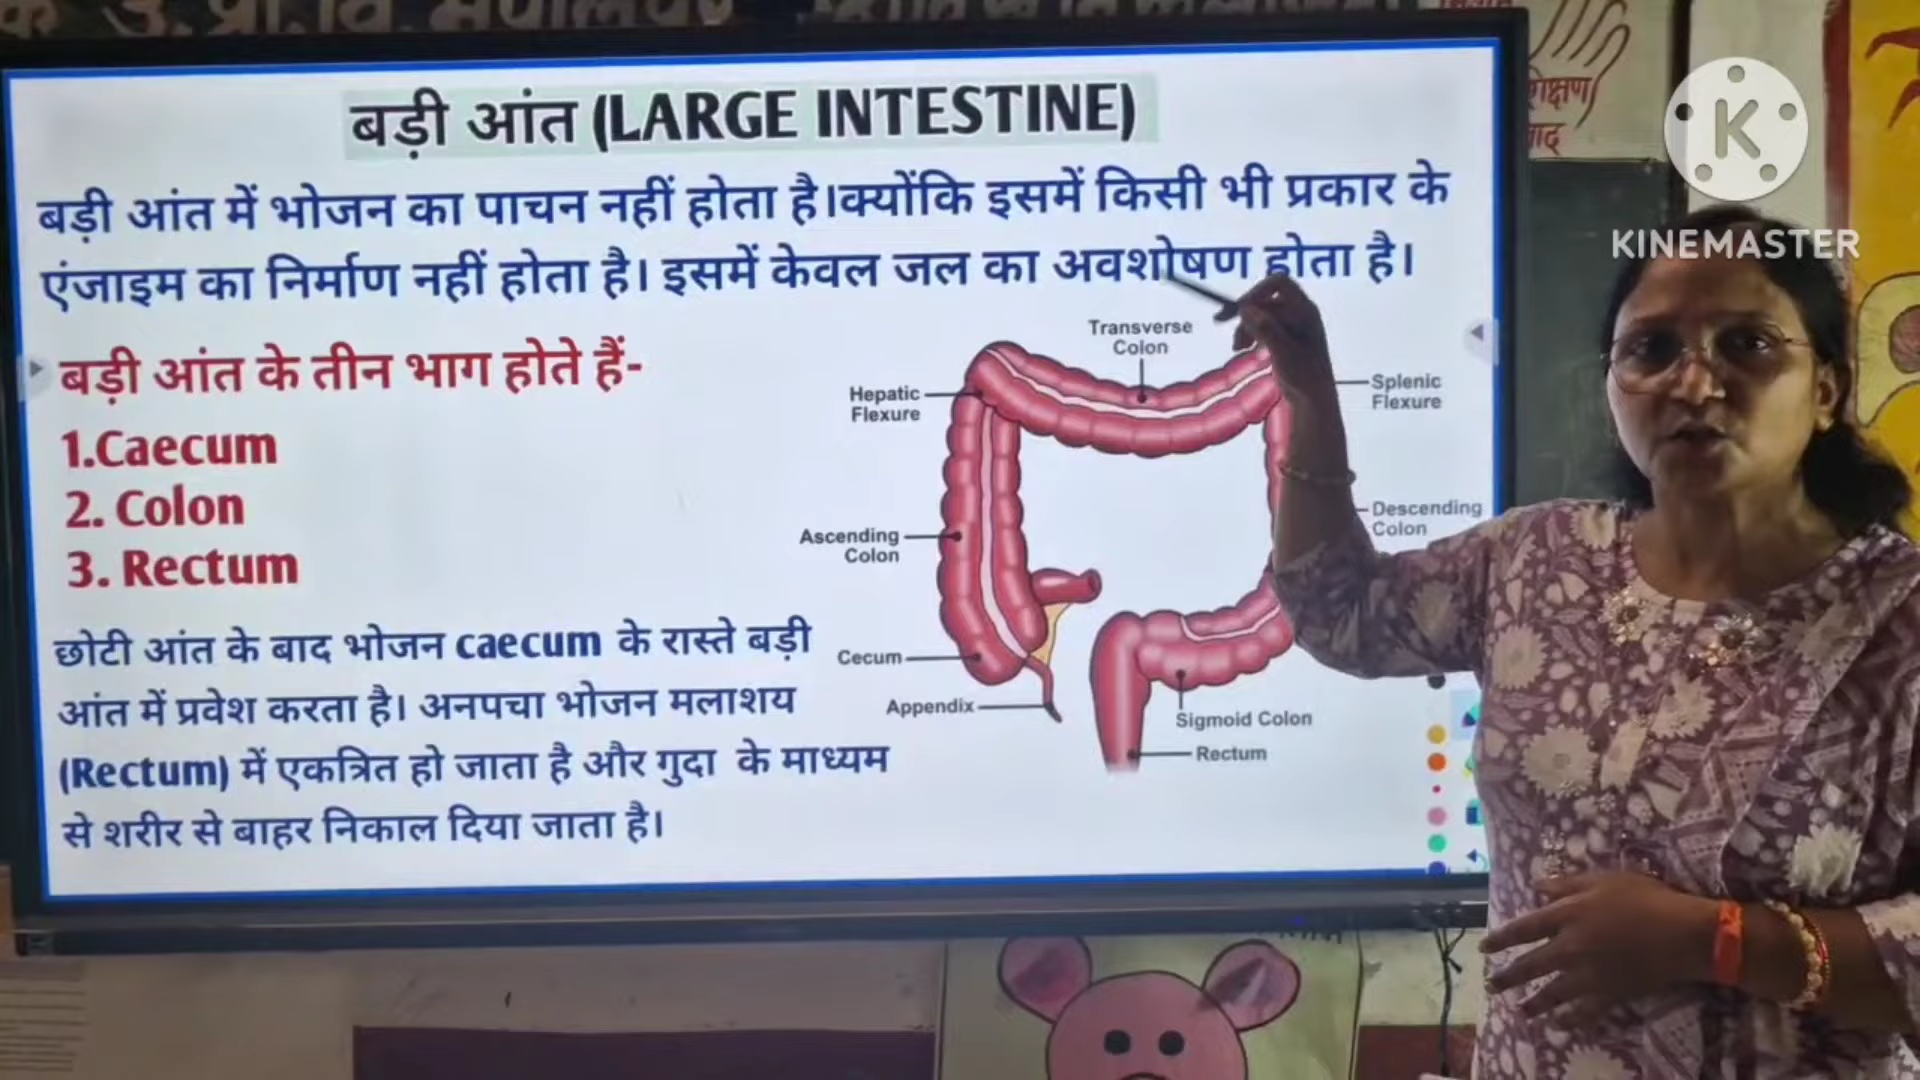 बड़ी आंत (LARGE INTESTINE)
बड़ी आंत में भोजन का पाचन नहीं होता है।क्योंकि इसमें किसी भी प्रकार के
एंजाइम का निर्माण नहीं होता है। इसमें केवल जल का अवशोषण होता है।
बड़ी आंत के तीन भाग होते हैं-
1.Caecum
2. Colon
3. Rectum
छोटी आंत के बाद भोजन caecum के रास्ते बड़ी
आंत में प्रवेश करता है। अनपचा भोजन मलाशय
(Rectum) में एकत्रित हो जाता है और गुदा के माध्यम
से शरीर से बाहर निकाल दिया जाता है।
Transverse
Colon
Hepatic
Flexure
Splenic
Flexure
Ascending
Colon
Descending
Colon
Cecum
Appendix
Sigmoid Colon
Rectum
K
KINEMASTER